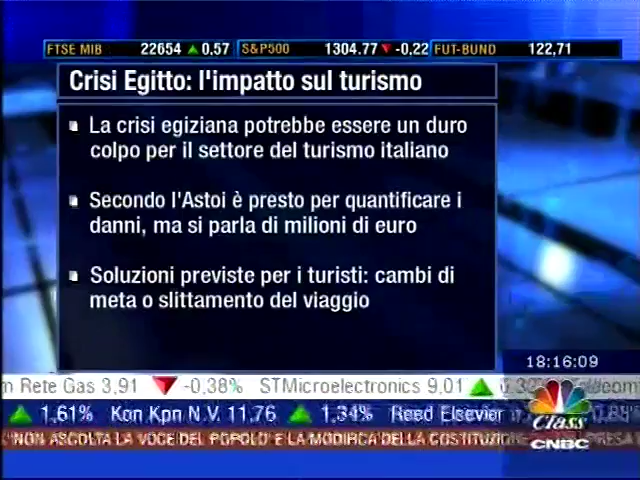 FTSE MIB 22654 0,57 S&P500 1304.77 -0,22 FUT-BUND 122,71
Crisi Egitto: l'impatto sul turismo
La crisi egiziana potrebbe essere un duro
colpo per il settore del turismo italiano
Secondo l'Astoi è presto per quantificare i
danni, ma si parla di milioni di euro
Soluzioni previste per i turisti: cambi di
meta o slittamento del viaggio
18:16:09
m Rete Gas 3,91 -0,38% STMicroelectronics 9,01
1,61% Kon Kpn N.V. 11,76 1,34% Reed Elsevier
NON ASCOLTA LA VOCE DEL POPOLO E LA MODIFICA DELLA COSTITUZION
Class
CNBC